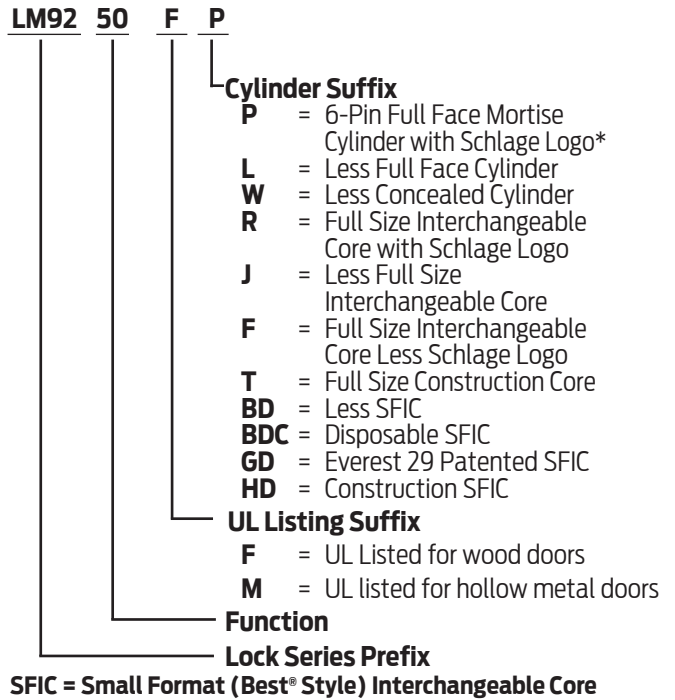 LM92 50 F P
Cylinder Suffix
P = 6-Pin Full Face Mortise
Cylinder with Schlage Logo*
L = Less Full Face Cylinder
W = Less Concealed Cylinder
R = Full Size Interchangeable
Core with Schlage Logo
J = Less Full Size
Interchangeable Core
F = Full Size Interchangeable
Core Less Schlage Logo
T = Full Size Construction Core
BD = Less SFIC
BDC = Disposable SFIC
GD = Everest 29 Patented SFIC
HD = Construction SFIC
UL Listing Suffix
F = UL Listed for wood doors
M = UL listed for hollow metal doors
Function
Lock Series Prefix
SFIC = Small Format (Best® Style) Interchangeable Core